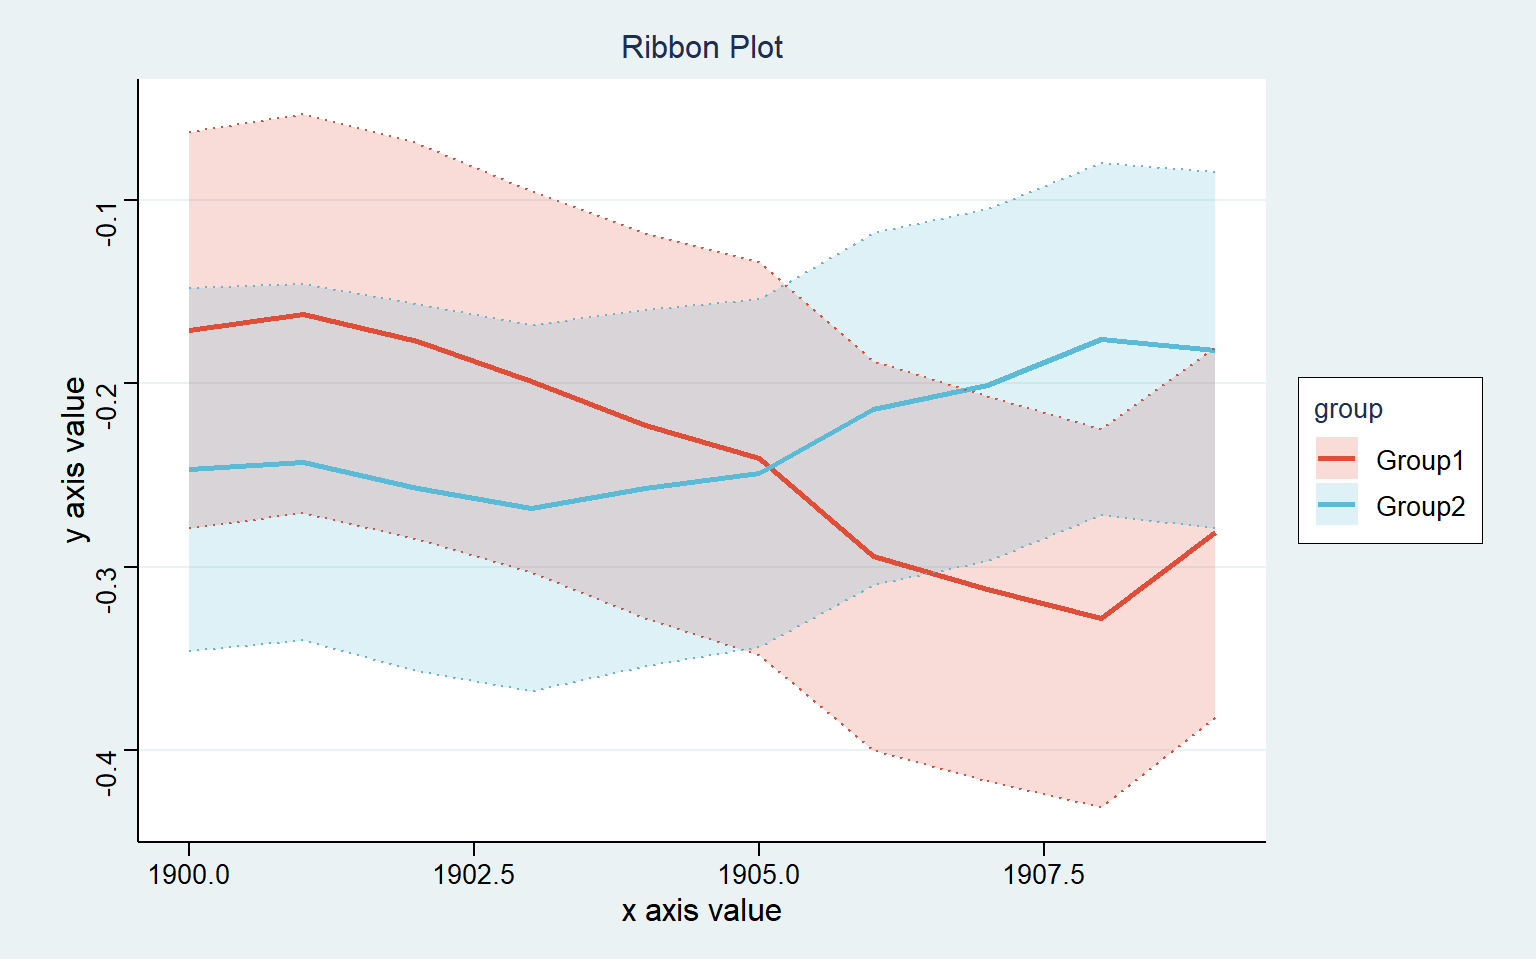 Ribbon Plot
y axis value
-0.1
-0.2
-0.3
-0.4
1900.0
1902.5
1905.0
1907.5
x axis value
group
Group1
Group2